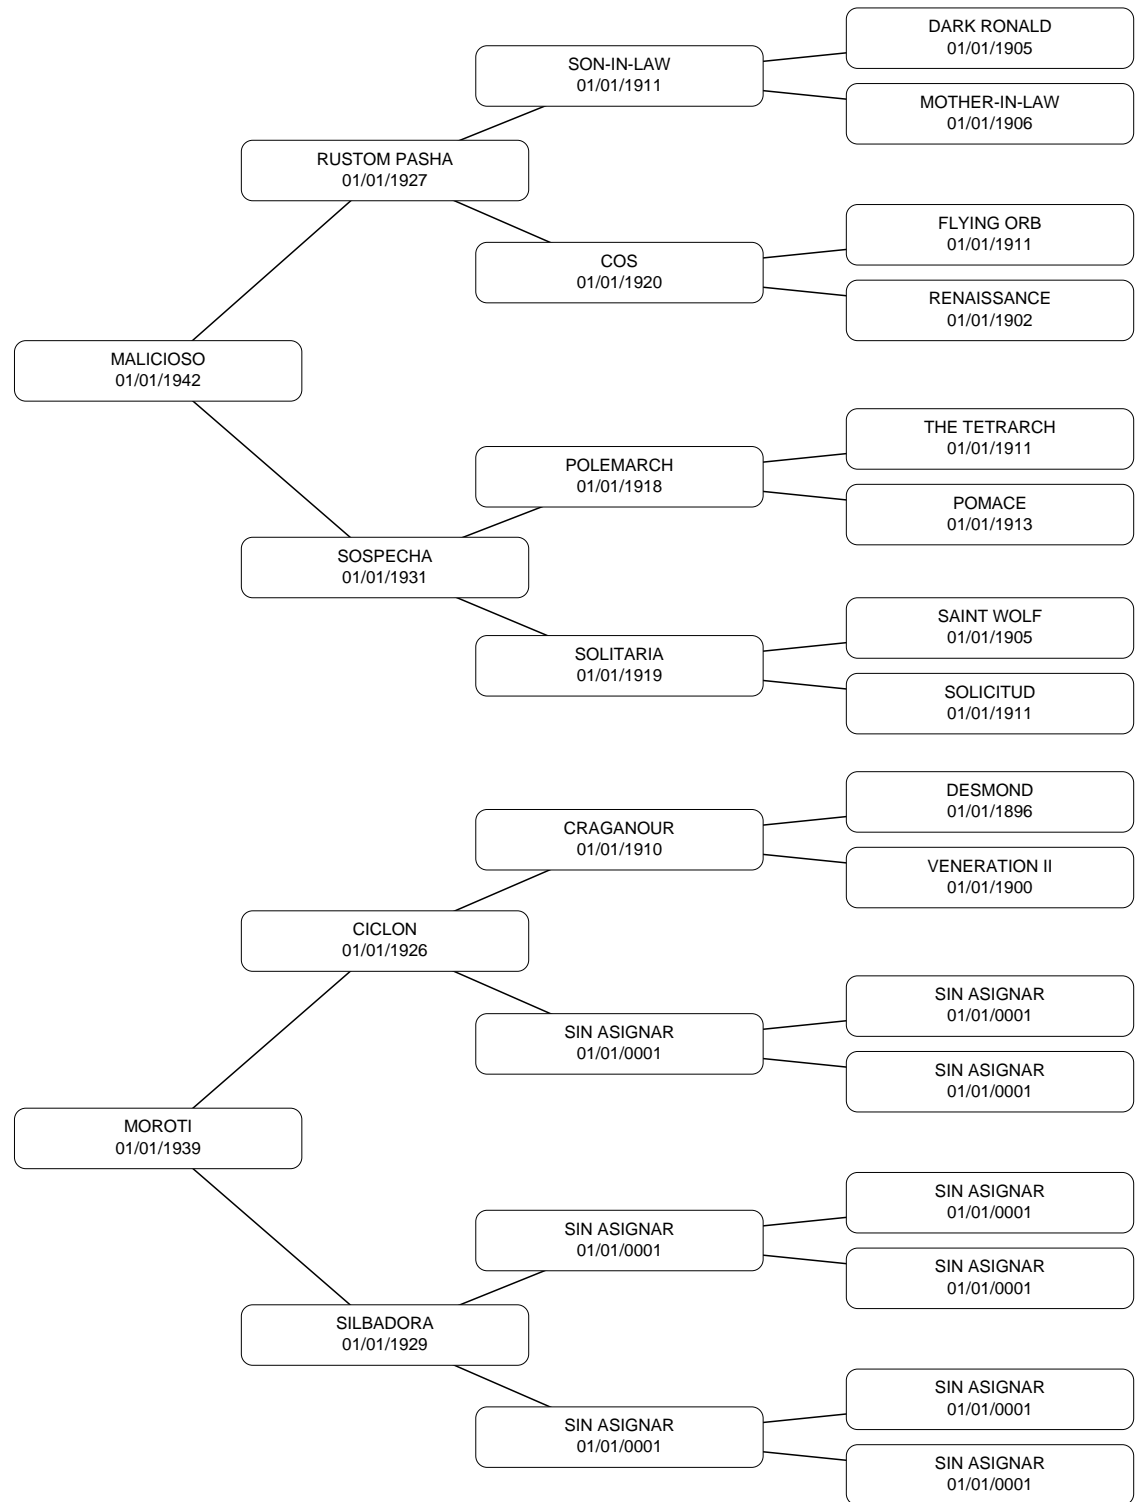 DARK RONALD
01/01/1905
SON-IN-LAW
01/01/1911
MOTHER-IN-LAW
01/01/1906
RUSTOM PASHA
01/01/1927
FLYING ORB
01/01/1911
COS
01/01/1920
RENAISSANCE
01/01/1902
MALICIOSO
01/01/1942
THE TETRARCH
01/01/1911
POLEMARCH
01/01/1918
POMACE
01/01/1913
SOSPECHA
01/01/1931
SAINT WOLF
01/01/1905
SOLITARIA
01/01/1919
SOLICITUD
01/01/1911
DESMOND
01/01/1896
CRAGANOUR
01/01/1910
VENERATION II
01/01/1900
CICLON
01/01/1926
SIN ASIGNAR
01/01/0001
SIN ASIGNAR
01/01/0001
SIN ASIGNAR
01/01/0001
MOROTI
01/01/1939
SIN ASIGNAR
01/01/0001
SIN ASIGNAR
01/01/0001
SIN ASIGNAR
01/01/0001
SILBADORA
01/01/1929
SIN ASIGNAR
01/01/0001
SIN ASIGNAR
01/01/0001
SIN ASIGNAR
01/01/0001